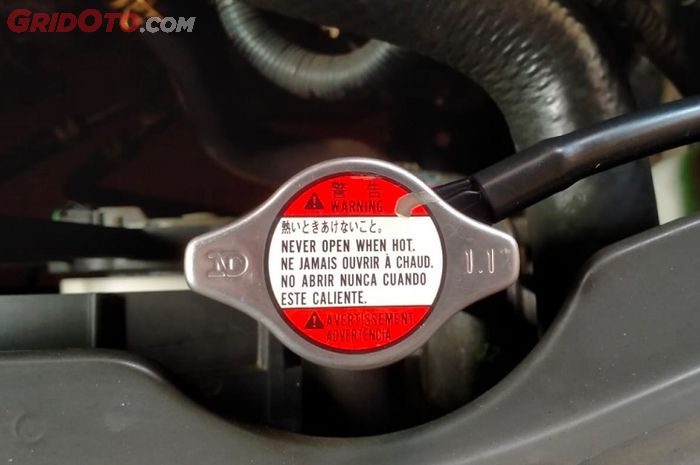 GRIDOTO.COM
警告
WARNING
熱いときあけないこと。
NEVER OPEN WHEN HOT.
NE JAMAIS OUVRIR À CHAUD.
NO ABRIR NUNCA CUANDO
ESTE CALIENTE.
1.1
AVERTISSEMENT
ADVERTENCIA